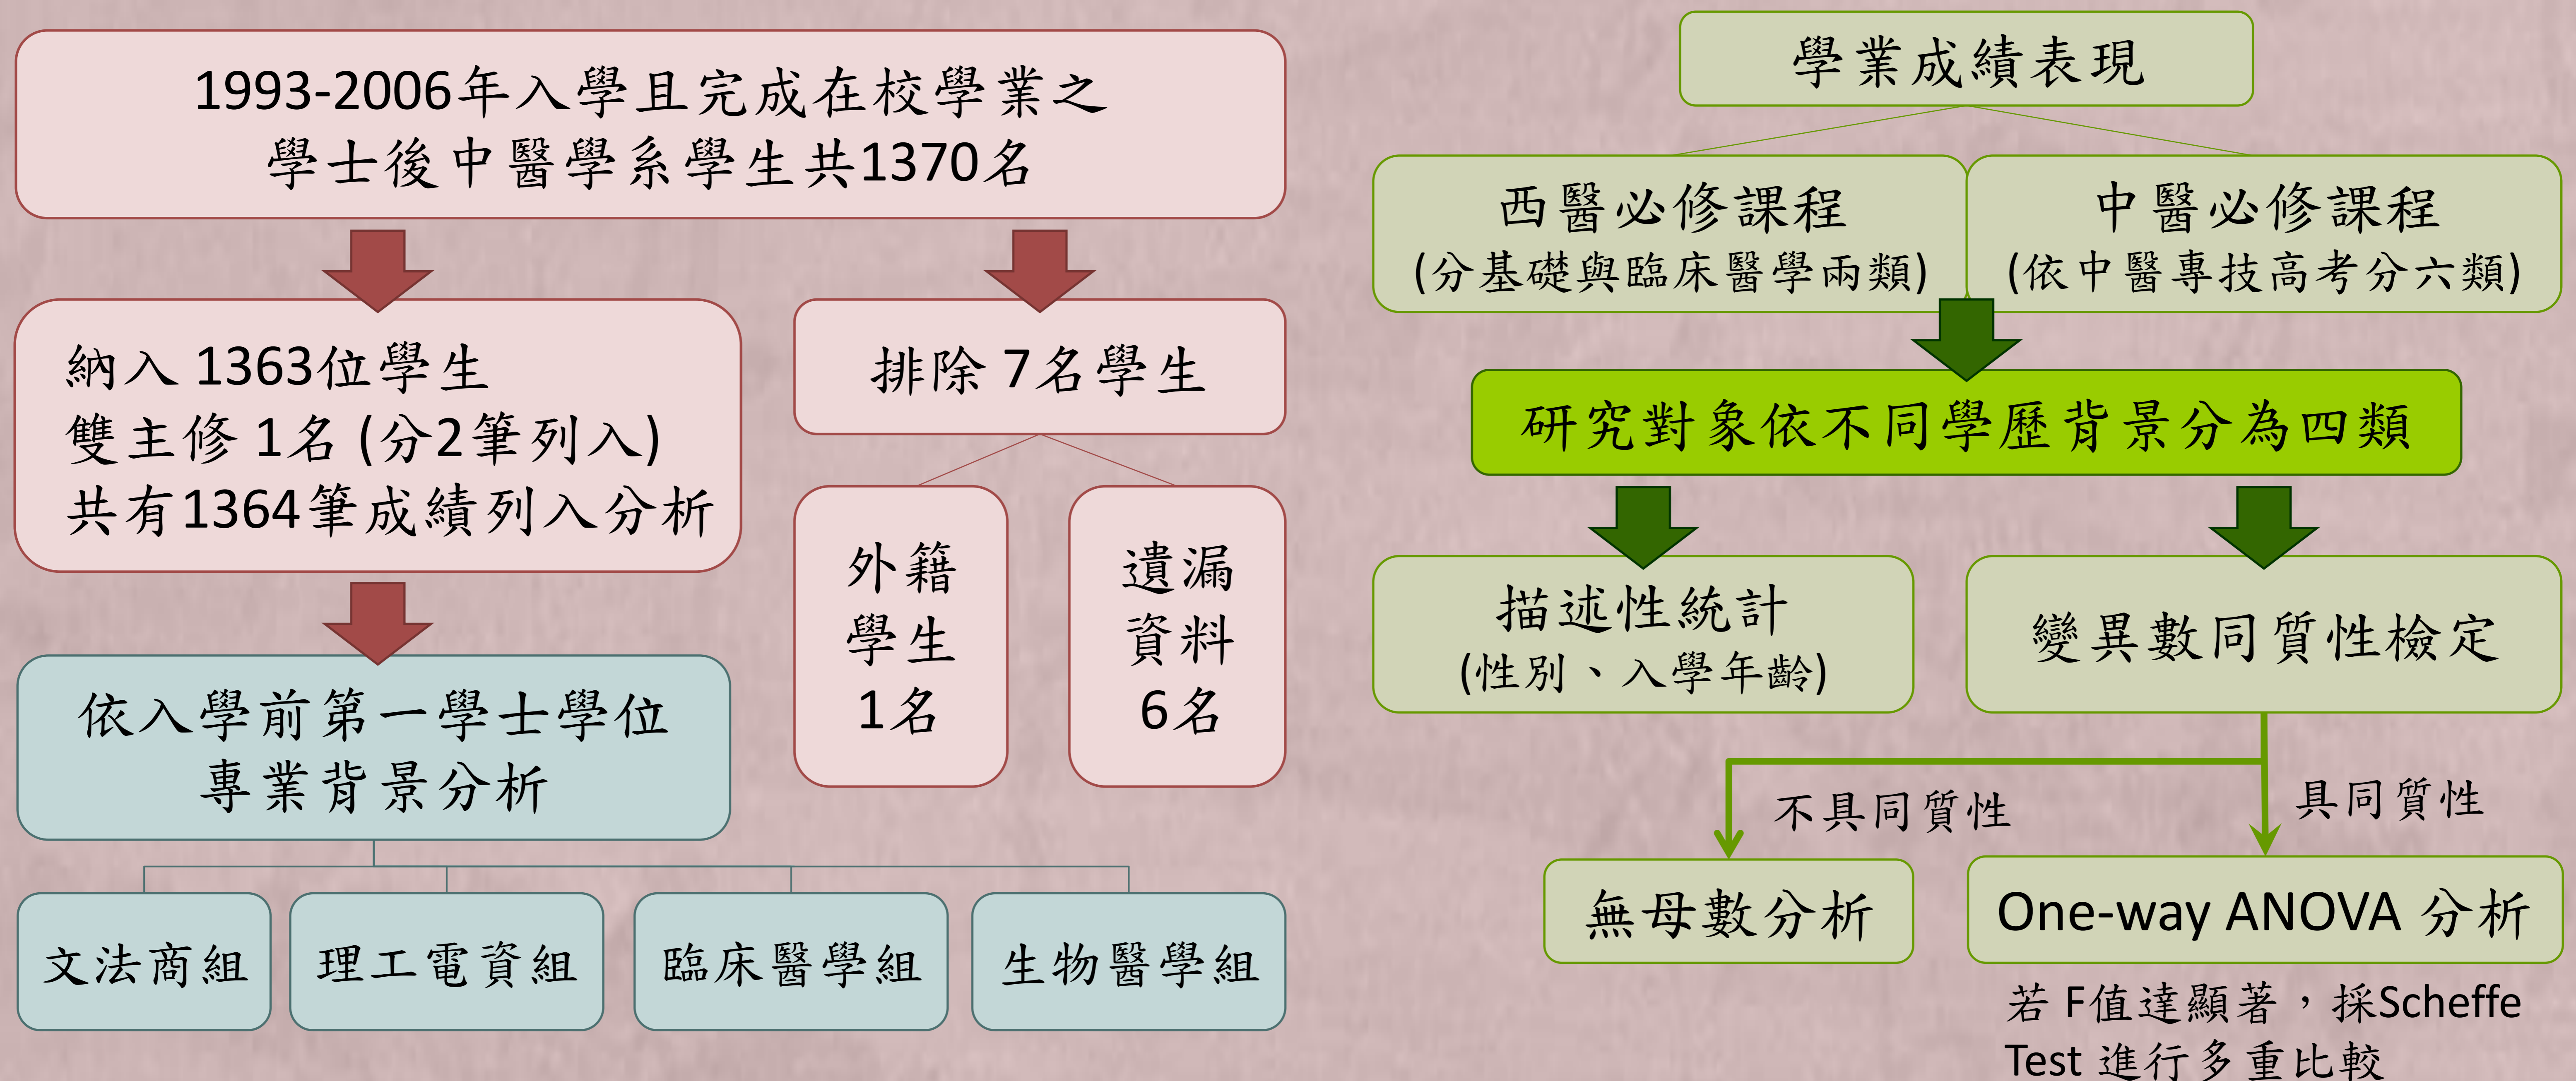 1993-2006年入學且完成在校學業之
學士後中醫學系學生共1370名
納入 1363位學生
雙主修 1名 (分2筆列入)
共有1364筆成績列入分析
排除 7名學生
外籍
學生
1名
遺漏
資料
6名
依入學前第一學士學位
專業背景分析
文法商組
理工電資組
臨床醫學組
生物醫學組
學業成績表現
西醫必修課程
(分基礎與臨床醫學兩類)
中醫必修課程
(依中醫專技高考分六類)
研究對象依不同學歷背景分為四類
描述性統計
(性別、入學年齡)
變異數同質性檢定
不具同質性
具同質性
無母數分析
One-way ANOVA 分析
若 F值達顯著，採Scheffe
Test 進行多重比較